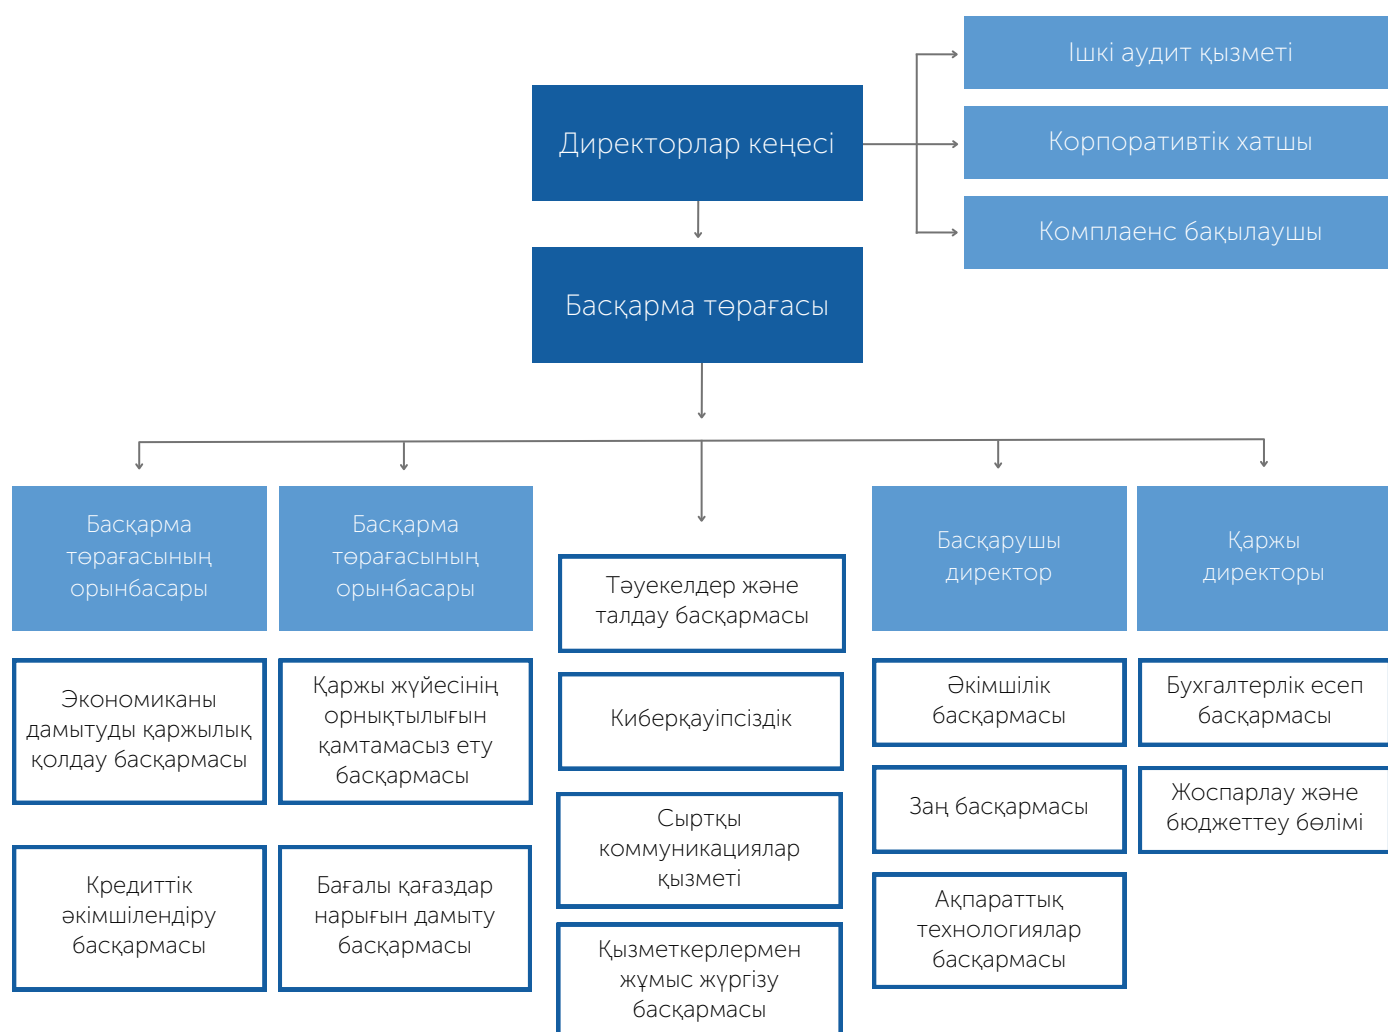 Ішкі аудит қызметі
Директорлар кеңесі
Корпоративтік хатшы
Комплаенс бақылаушы
Басқарма төрағасы
Басқарма
төрағасының
орынбасары
Басқарма
төрағасының
орынбасары
Тәуекелдер және
талдау басқармасы
Басқарушы
директор
Қаржы
директоры
Экономиканы
дамытуды қаржылық
қолдау басқармасы
Қаржы жүйесінің
орнықтылығын
қамтамасыз ету
басқармасы
Киберқауіпсіздік
Әкімшілік
басқармасы
Бухгалтерлік есеп
басқармасы
Сыртқы
коммуникациялар
қызметі
Заң басқармасы
Жоспарлау және
бюджеттеу бөлімі
Кредиттік
әкімшілендіру
басқармасы
Бағалы қағаздар
нарығын дамыту
басқармасы
Қызметкерлермен
жұмыс жүргізу
басқармасы
Ақпараттық
технологиялар
басқармасы